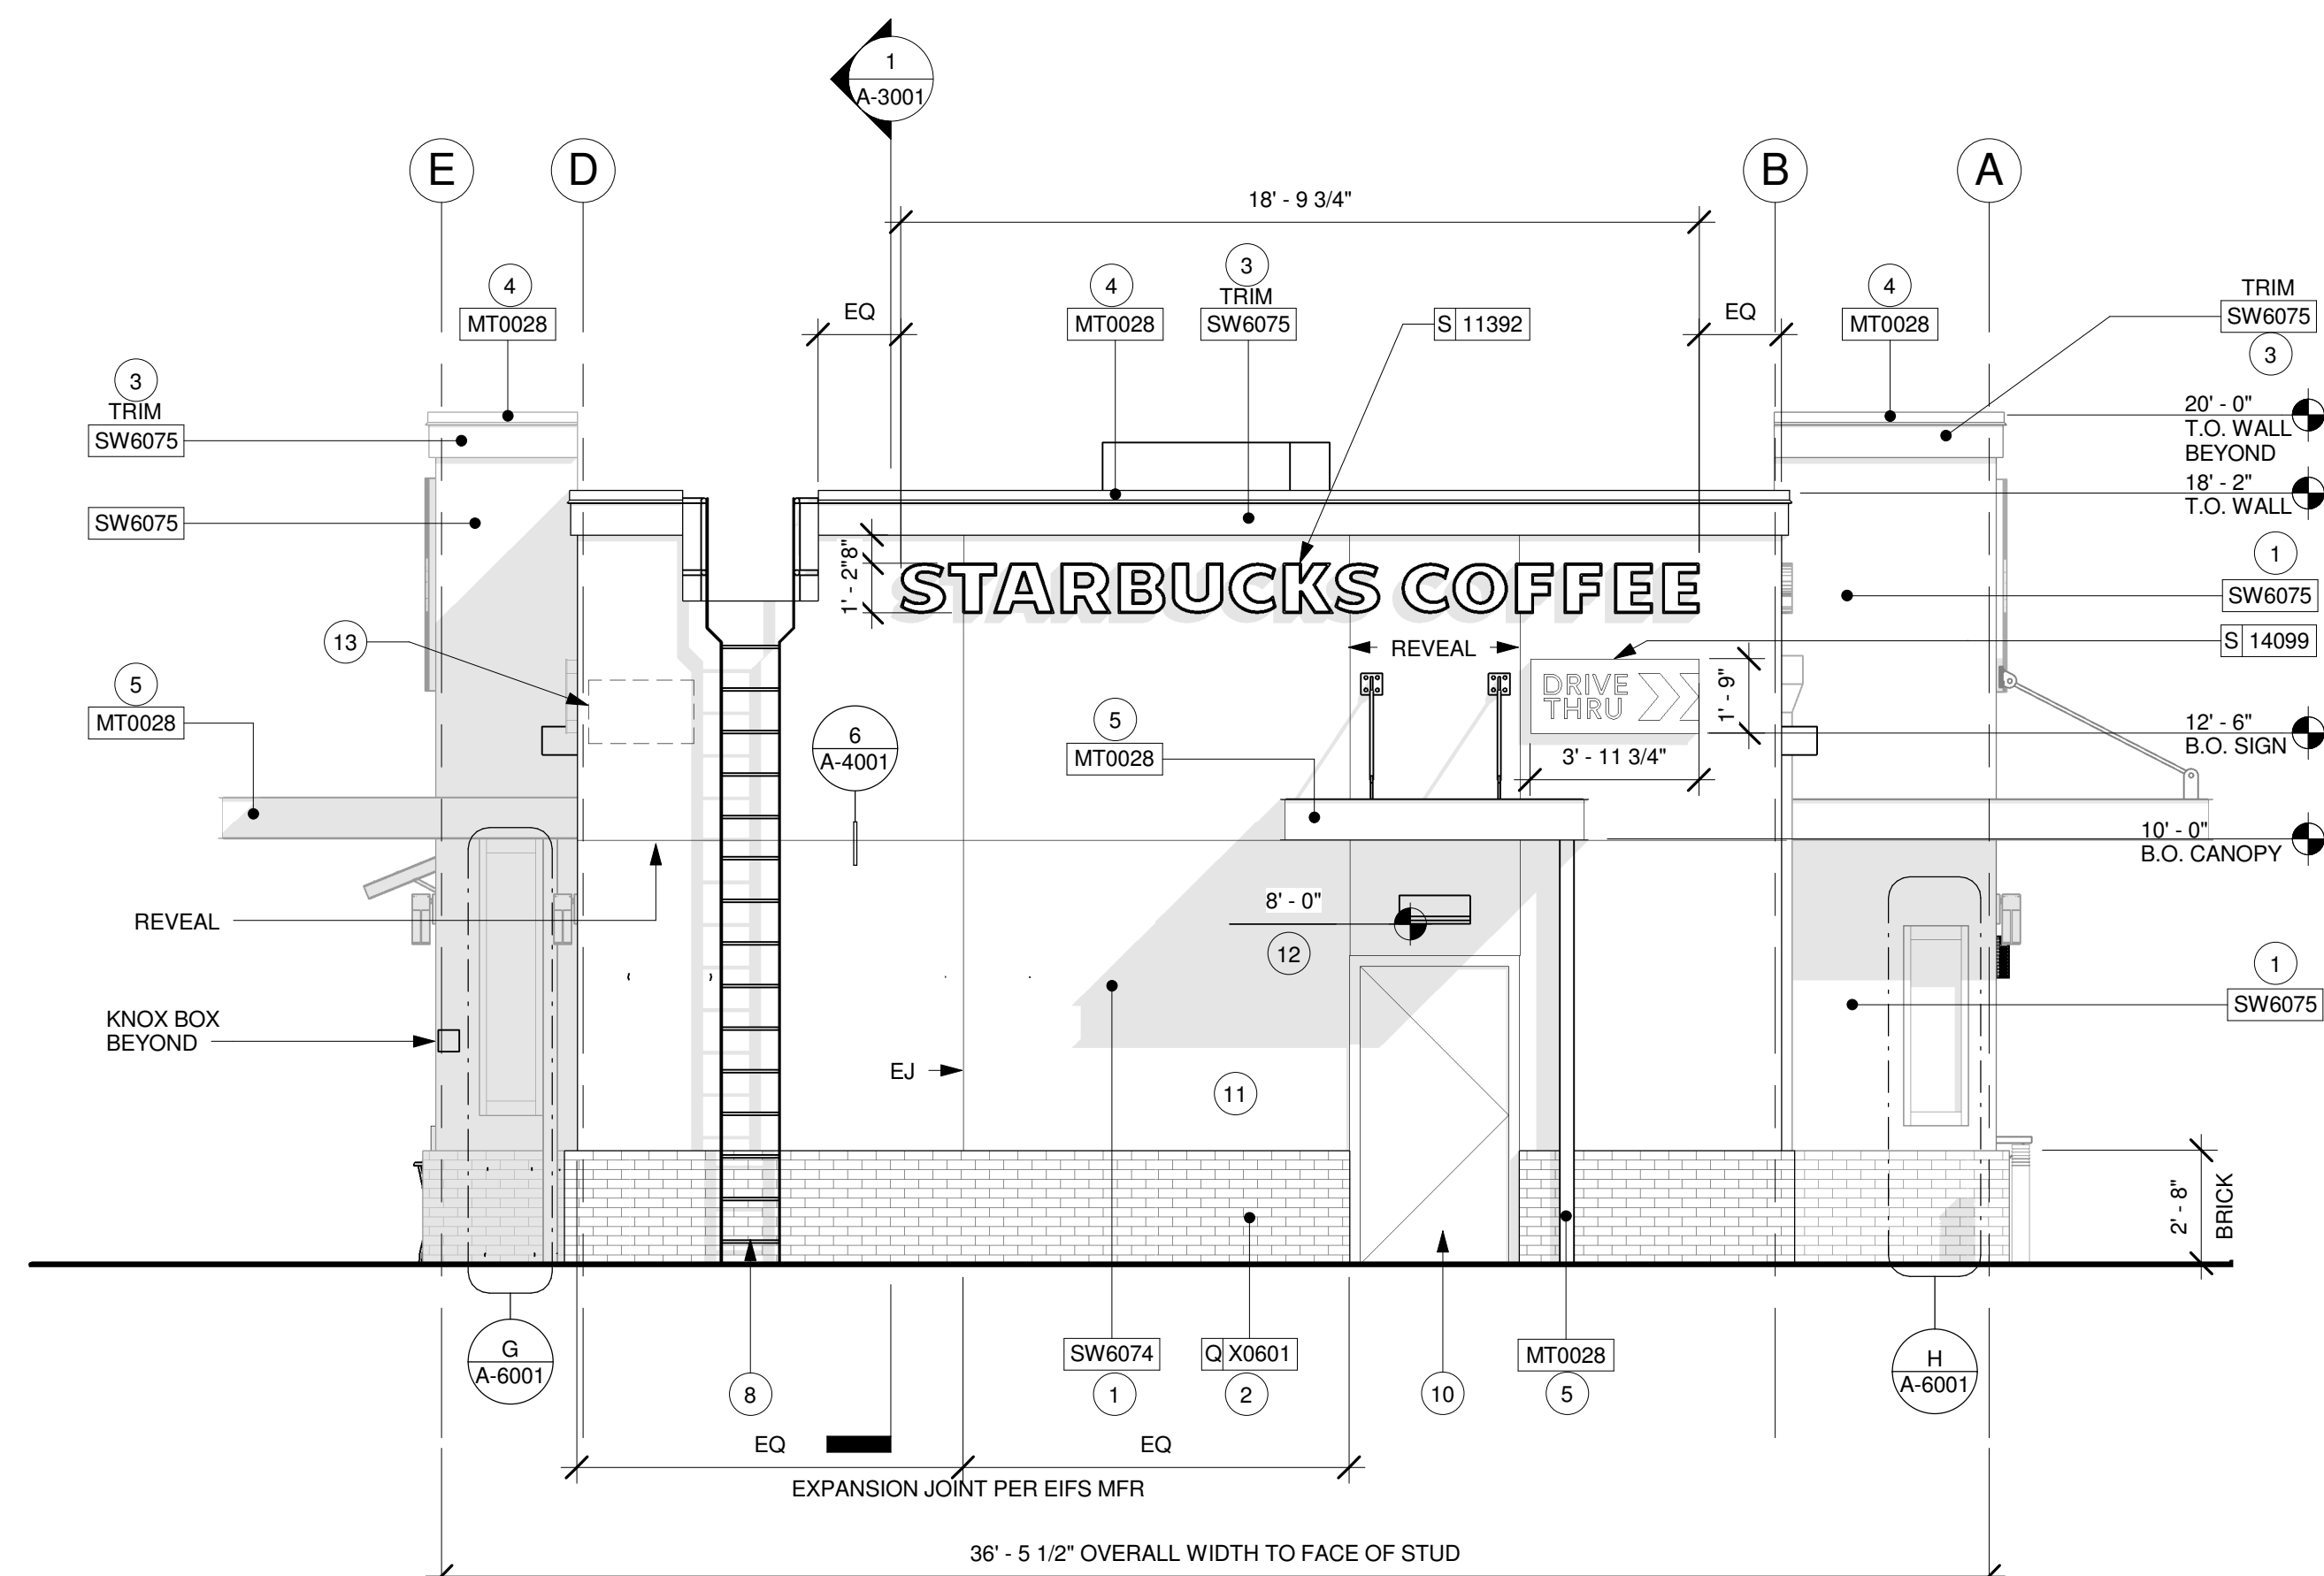 1
A-3001
E
D
B
A
18' - 9 3/4"
4
MT0028
EQ
4
MT0028
3
TRIM
SW6075
S 11392
EQ
4
MT0028
TRIM
SW6075
3
3
TRIM
SW6075
20' - 0"
T.O. WALL
BEYOND
18' - 2"
T.O. WALL
SW6075
8"
1' - 2"
STARBUCKS COFFEE
1
SW6075
13
REVEAL
S 14099
5
MT0028
6
A-4001
5
MT0028
DRIVE
THRU
1' - 9"
3' - 11 3/4"
12' - 6"
B.O. SIGN
10' - 0"
B.O. CANOPY
REVEAL
8' - 0"
12
1
SW6075
KNOX BOX
BEYOND
EJ
11
2' - 8"
BRICK
G
A-6001
8
SW6074
1
Q X0601
2
10
MT0028
5
H
A-6001
EQ
EQ
EXPANSION JOINT PER EIFS MFR
36' - 5 1/2" OVERALL WIDTH TO FACE OF STUD